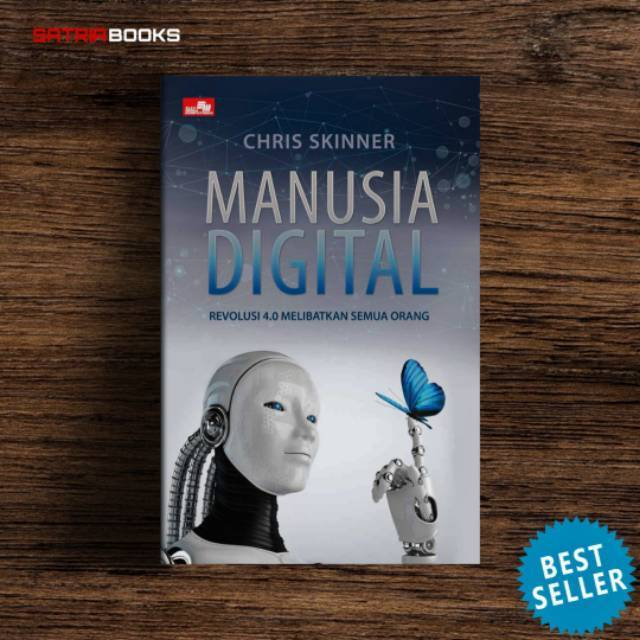 SATRIABOOKS
CHRIS SKINNER
MANUSIA
DIGITAL
REVOLUSI 4.0 MELIBATKAN SEMUA ORANG
BEST
SELLER